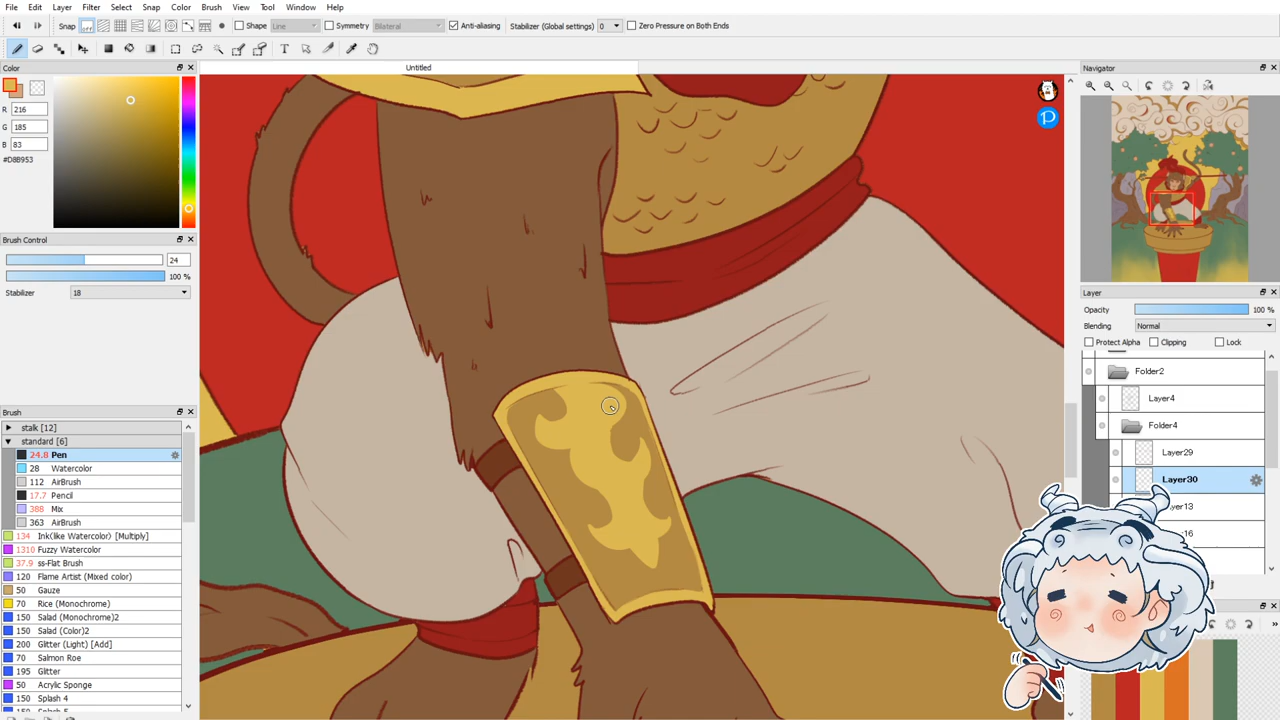 File Edit Layer Filter Select Snap Color Brush View Tool Window Help
Snap off Shape Line Symmetry Bilateral Anti-aliasing Stabilizer (Global settings) 0 Zero Pressure on Both Ends
T
Untitled
Color
R 216
G 185
B 83
#D8B953
Brush Control
24
100 %
Stabilizer 18
Brush
stalk [12]
standard [6]
24.8 Pen
28 Watercolor
112 AirBrush
17.7 Pencil
388 Mix
363 AirBrush
134 Ink(like Watercolor) [Multiply]
1310 Fuzzy Watercolor
37.9 ss-Flat Brush
120 Flame Artist (Mixed color)
50 Gauze
70 Rice (Monochrome)
150 Salad (Monochrome)2
150 Salad (Color)2
200 Glitter (Light) [Add]
70 Salmon Roe
195 Glitter
50 Acrylic Sponge
150 Splash 4
P
Navigator
Layer
Opacity 100 %
Blending Normal
Protect Alpha Clipping Lock
Folder2
Layer4
Folder4
Layer29
Layer30
yer13
16